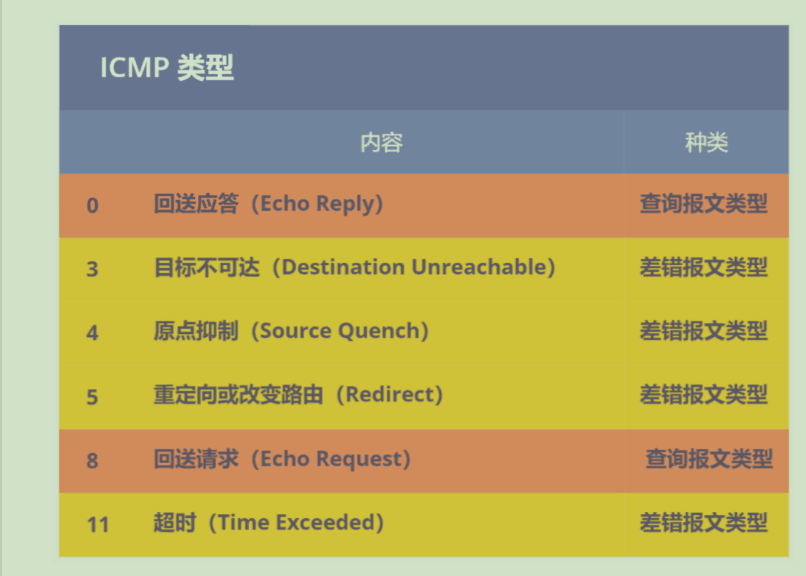 ICMP 类型
内容 种类
0 回送应答（Echo Reply） 查询报文类型
3 目标不可达（Destination Unreachable） 差错报文类型
4 原点抑制（Source Quench） 差错报文类型
5 重定向或改变路由（Redirect） 差错报文类型
8 回送请求（Echo Request） 查询报文类型
11 超时（Time Exceeded） 差错报文类型